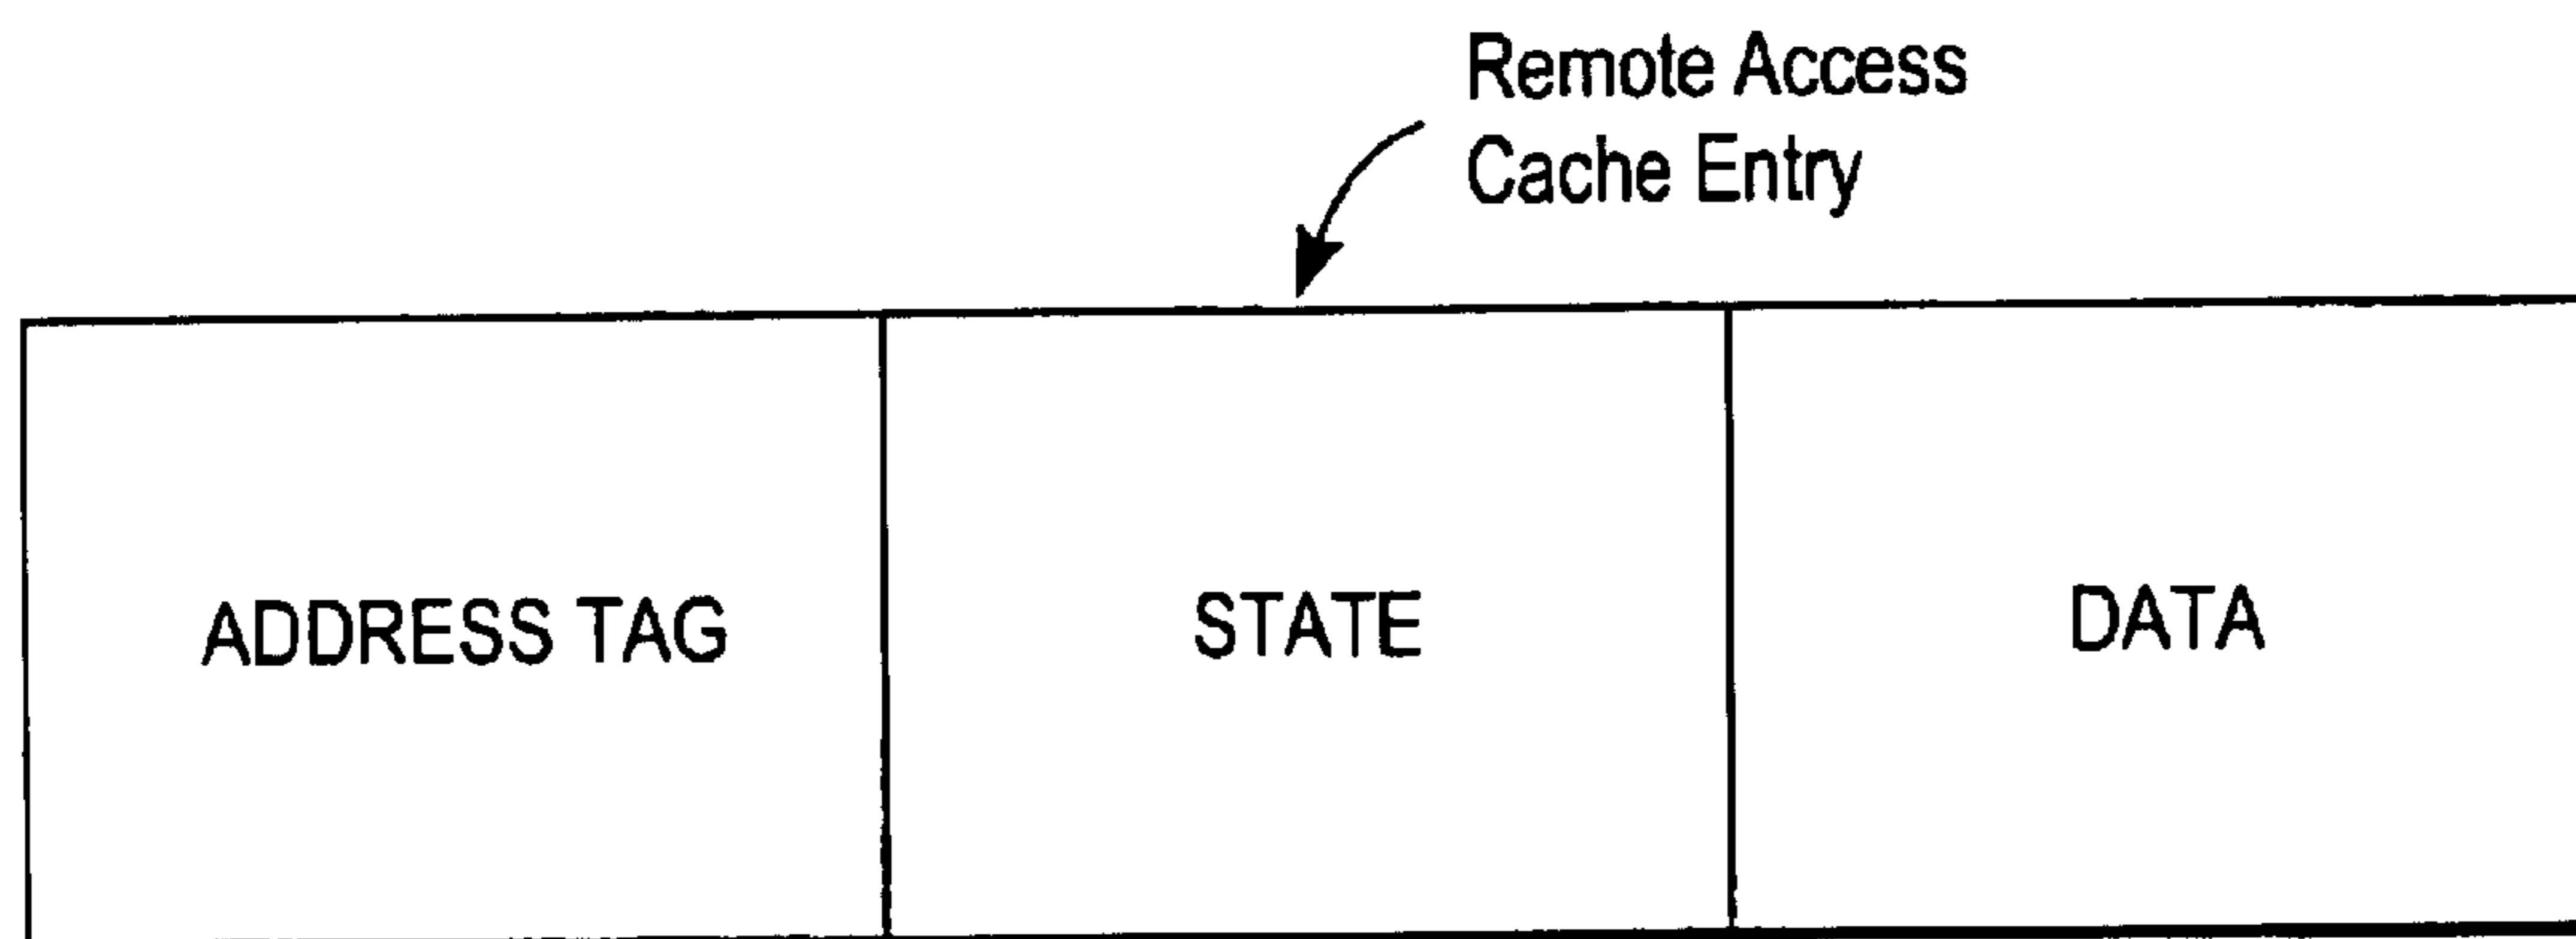 Remote Access
Cache Entry
ADDRESS TAG
STATE
DATA